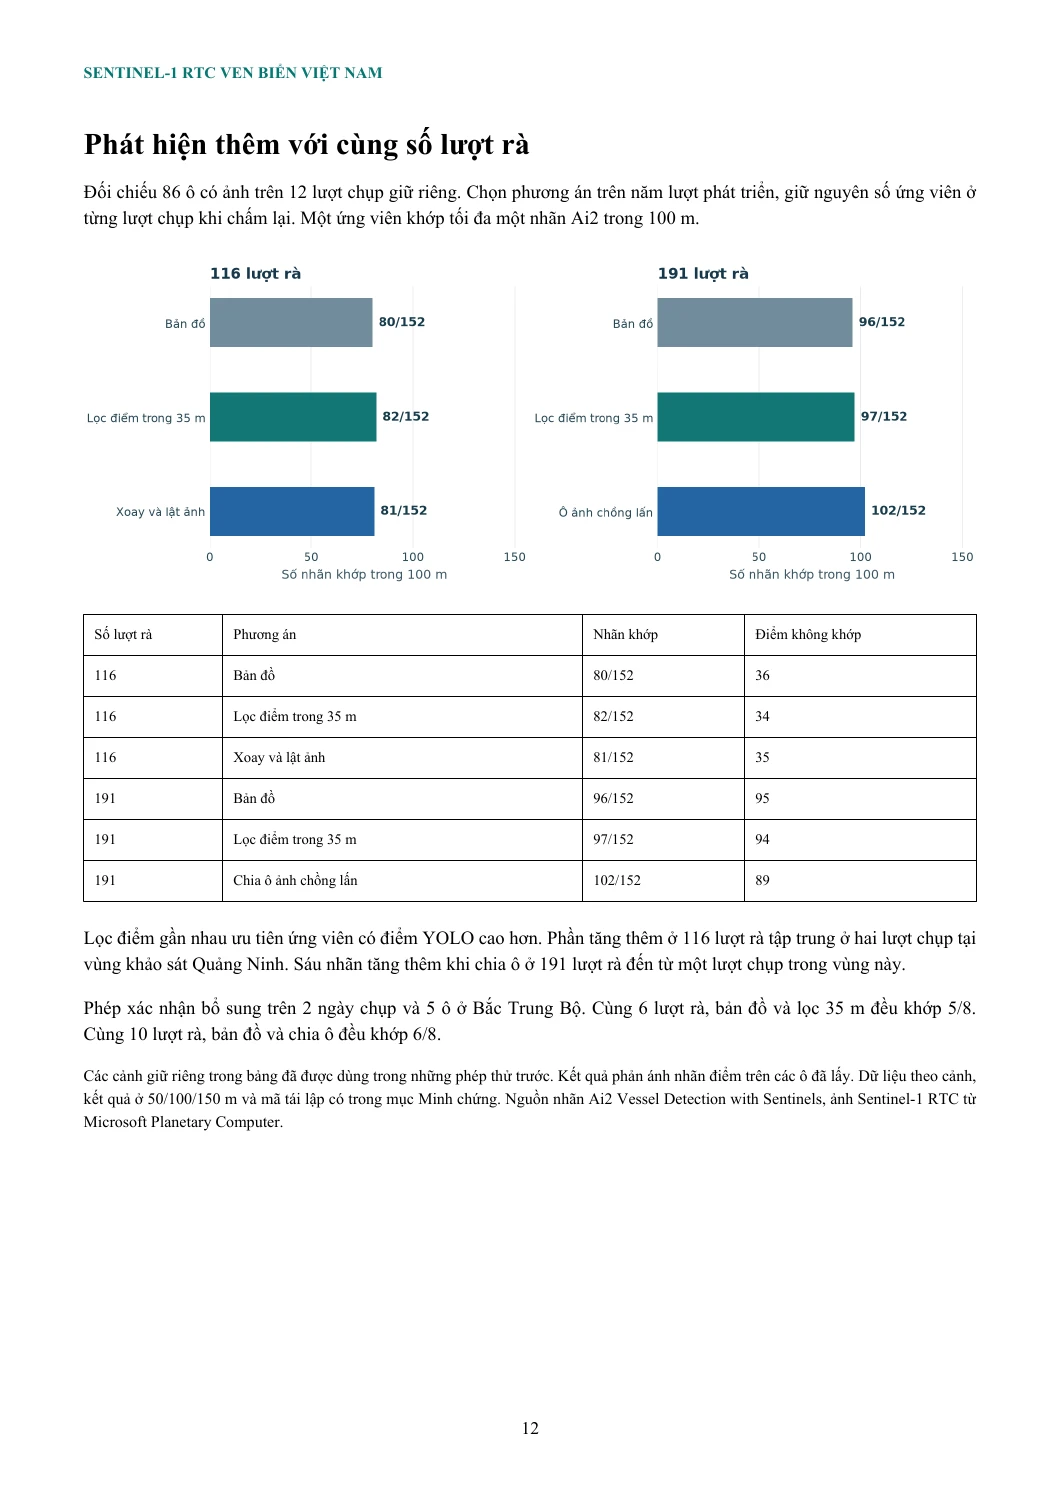 SENTINEL-1 RTC VEN BIỂN VIỆT NAM
Phát hiện thêm với cùng số lượt rà
Đối chiếu 86 ô có ảnh trên 12 lượt chụp giữ riêng. Chọn phương án trên năm lượt phát triển, giữ nguyên số ứng viên ở
từng lượt chụp khi chấm lại. Một ứng viên khớp tối đa một nhãn Ai2 trong 100 m.
116 lượt rà
Bản đồ 80/152
Lọc điểm trong 35 m 82/152
Xoay và lật ảnh 81/152
0 50 100 150
Số nhãn khớp trong 100 m
191 lượt rà
Bản đồ 96/152
Lọc điểm trong 35 m 97/152
Ô ảnh chồng lấn 102/152
0 50 100 150
Số nhãn khớp trong 100 m
Số lượt rà Phương án Nhãn khớp Điểm không khớp
116 Bản đồ 80/152 36
116 Lọc điểm trong 35 m 82/152 34
116 Xoay và lật ảnh 81/152 35
191 Bản đồ 96/152 95
191 Lọc điểm trong 35 m 97/152 94
191 Chia ô ảnh chồng lấn 102/152 89
Lọc điểm gần nhau ưu tiên ứng viên có điểm YOLO cao hơn. Phần tăng thêm ở 116 lượt rà tập trung ở hai lượt chụp tại
vùng khảo sát Quảng Ninh. Sáu nhãn tăng thêm khi chia ô ở 191 lượt rà đến từ một lượt chụp trong vùng này.
Phép xác nhận bổ sung trên 2 ngày chụp và 5 ô ở Bắc Trung Bộ. Cùng 6 lượt rà, bản đồ và lọc 35 m đều khớp 5/8.
Cùng 10 lượt rà, bản đồ và chia ô đều khớp 6/8.
Các cảnh giữ riêng trong bảng đã được dùng trong những phép thử trước. Kết quả phản ánh nhãn điểm trên các ô đã lấy. Dữ liệu theo cảnh,
kết quả ở 50/100/150 m và mã tái lập có trong mục Minh chứng. Nguồn nhãn Ai2 Vessel Detection with Sentinels, ảnh Sentinel-1 RTC từ
Microsoft Planetary Computer.
12